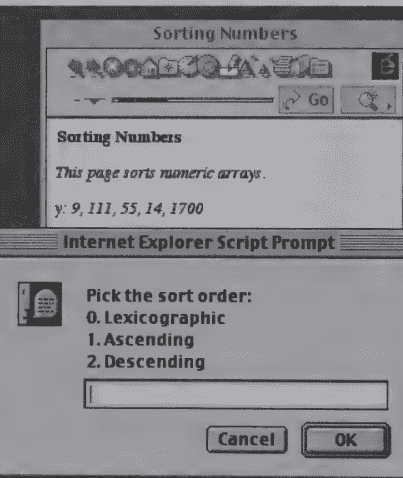 Sorting Numbers
Go
Sorting Numbers
This page sorts numeric arrays.
y: 9, 111, 55, 14, 1700
Internet Explorer Script Prompt
Pick the sort order:
0. Lexicographic
1. Ascending
2. Descending
Cancel OK